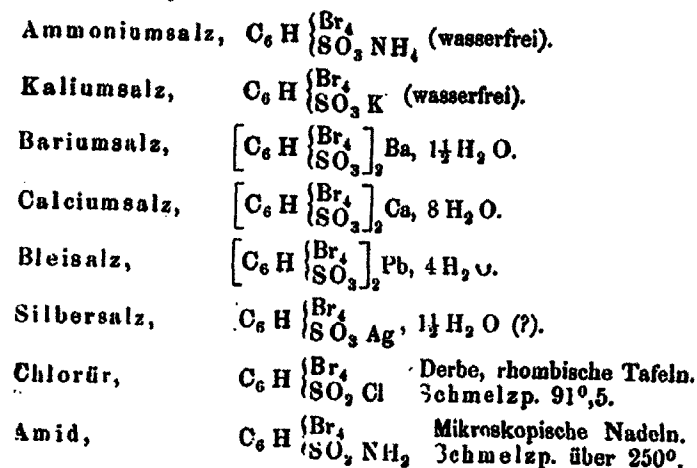 Ammoniumsalz, C₆ H {Br₄ SO₃ NH₄ (wasserfrei).
Kaliumsalz, C₆ H {Br₄ SO₃ K (wasserfrei).
Bariumsalz, [C₆ H {Br₄ SO₃]₂ Ba, 1½ H₂ O.
Calciumsalz, [C₆ H {Br₄ SO₃]₂ Ca, 8 H₂ O.
Bleisalz, [C₆ H {Br₄ SO₃]₂ Pb, 4 H₂ O.
Silbersalz, C₆ H {Br₄ SO₃ Ag, 1½ H₂ O (?).
Chlorür, C₆ H {Br₄ SO₂ Cl Derbe, rhombische Tafeln.
Schmelzp. 91⁰,5.
Amid, C₆ H {Br₄ SO₂ NH₂ Mikroskopische Nadeln.
Schmelzp. über 250⁰.